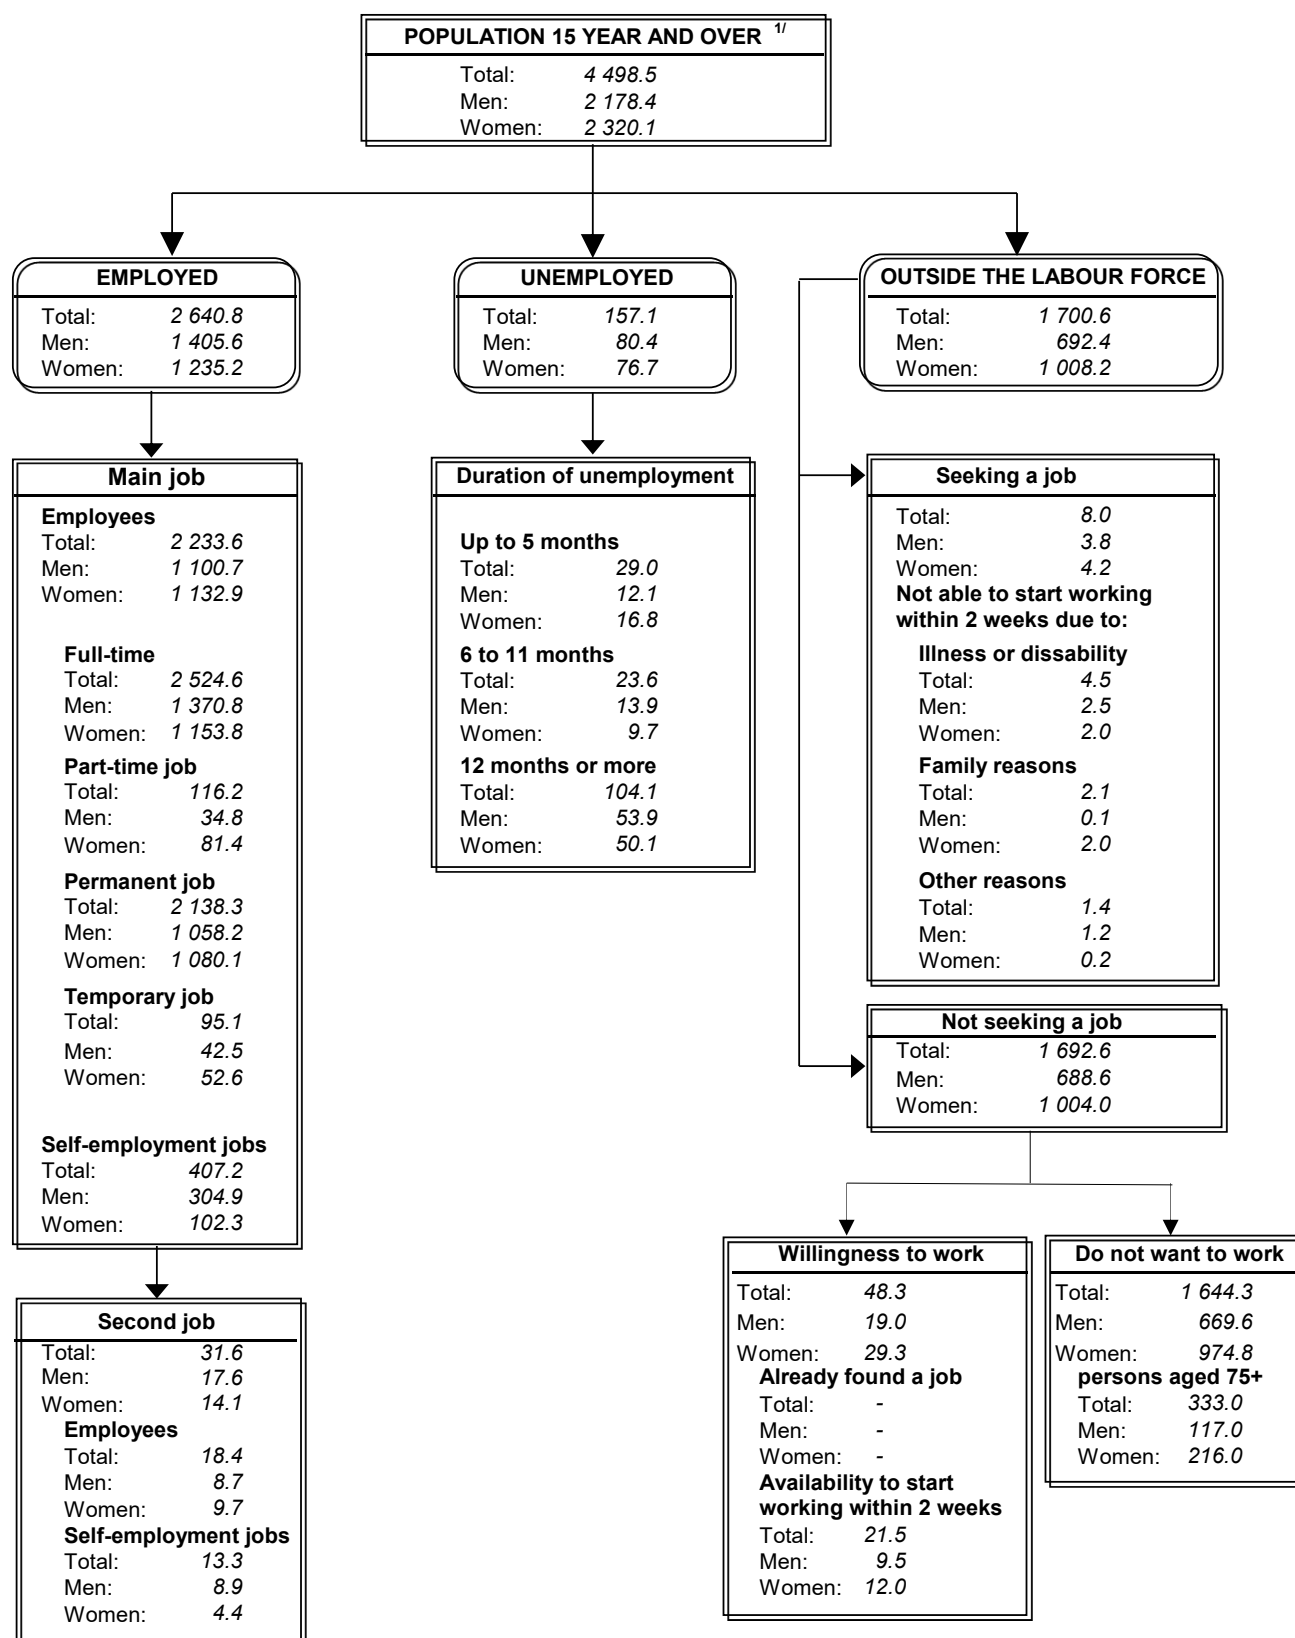 POPULATION 15 YEAR AND OVER 1/
Total: 4 498.5
Men: 2 178.4
Women: 2 320.1
EMPLOYED
Total: 2 640.8
Men: 1 405.6
Women: 1 235.2
UNEMPLOYED
Total: 157.1
Men: 80.4
Women: 76.7
OUTSIDE THE LABOUR FORCE
Total: 1 700.6
Men: 692.4
Women: 1 008.2
Main job
Employees
Total: 2 233.6
Men: 1 100.7
Women: 1 132.9
Full-time
Total: 2 524.6
Men: 1 370.8
Women: 1 153.8
Part-time job
Total: 116.2
Men: 34.8
Women: 81.4
Permanent job
Total: 2 138.3
Men: 1 058.2
Women: 1 080.1
Temporary job
Total: 95.1
Men: 42.5
Women: 52.6
Self-employment jobs
Total: 407.2
Men: 304.9
Women: 102.3
Second job
Total: 31.6
Men: 17.6
Women: 14.1
Employees
Total: 18.4
Men: 8.7
Women: 9.7
Self-employment jobs
Total: 13.3
Men: 8.9
Women: 4.4
Duration of unemployment
Up to 5 months
Total: 29.0
Men: 12.1
Women: 16.8
6 to 11 months
Total: 23.6
Men: 13.9
Women: 9.7
12 months or more
Total: 104.1
Men: 53.9
Women: 50.1
Seeking a job
Total: 8.0
Men: 3.8
Women: 4.2
Not able to start working
within 2 weeks due to:
Illness or dissability
Total: 4.5
Men: 2.5
Women: 2.0
Family reasons
Total: 2.1
Men: 0.1
Women: 2.0
Other reasons
Total: 1.4
Men: 1.2
Women: 0.2
Not seeking a job
Total: 1 692.6
Men: 688.6
Women: 1 004.0
Willingness to work
Total: 48.3
Men: 19.0
Women: 29.3
Already found a job
Total: -
Men: -
Women: -
Availability to start
working within 2 weeks
Total: 21.5
Men: 9.5
Women: 12.0
Do not want to work
Total: 1 644.3
Men: 669.6
Women: 974.8
persons aged 75+
Total: 333.0
Men: 117.0
Women: 216.0